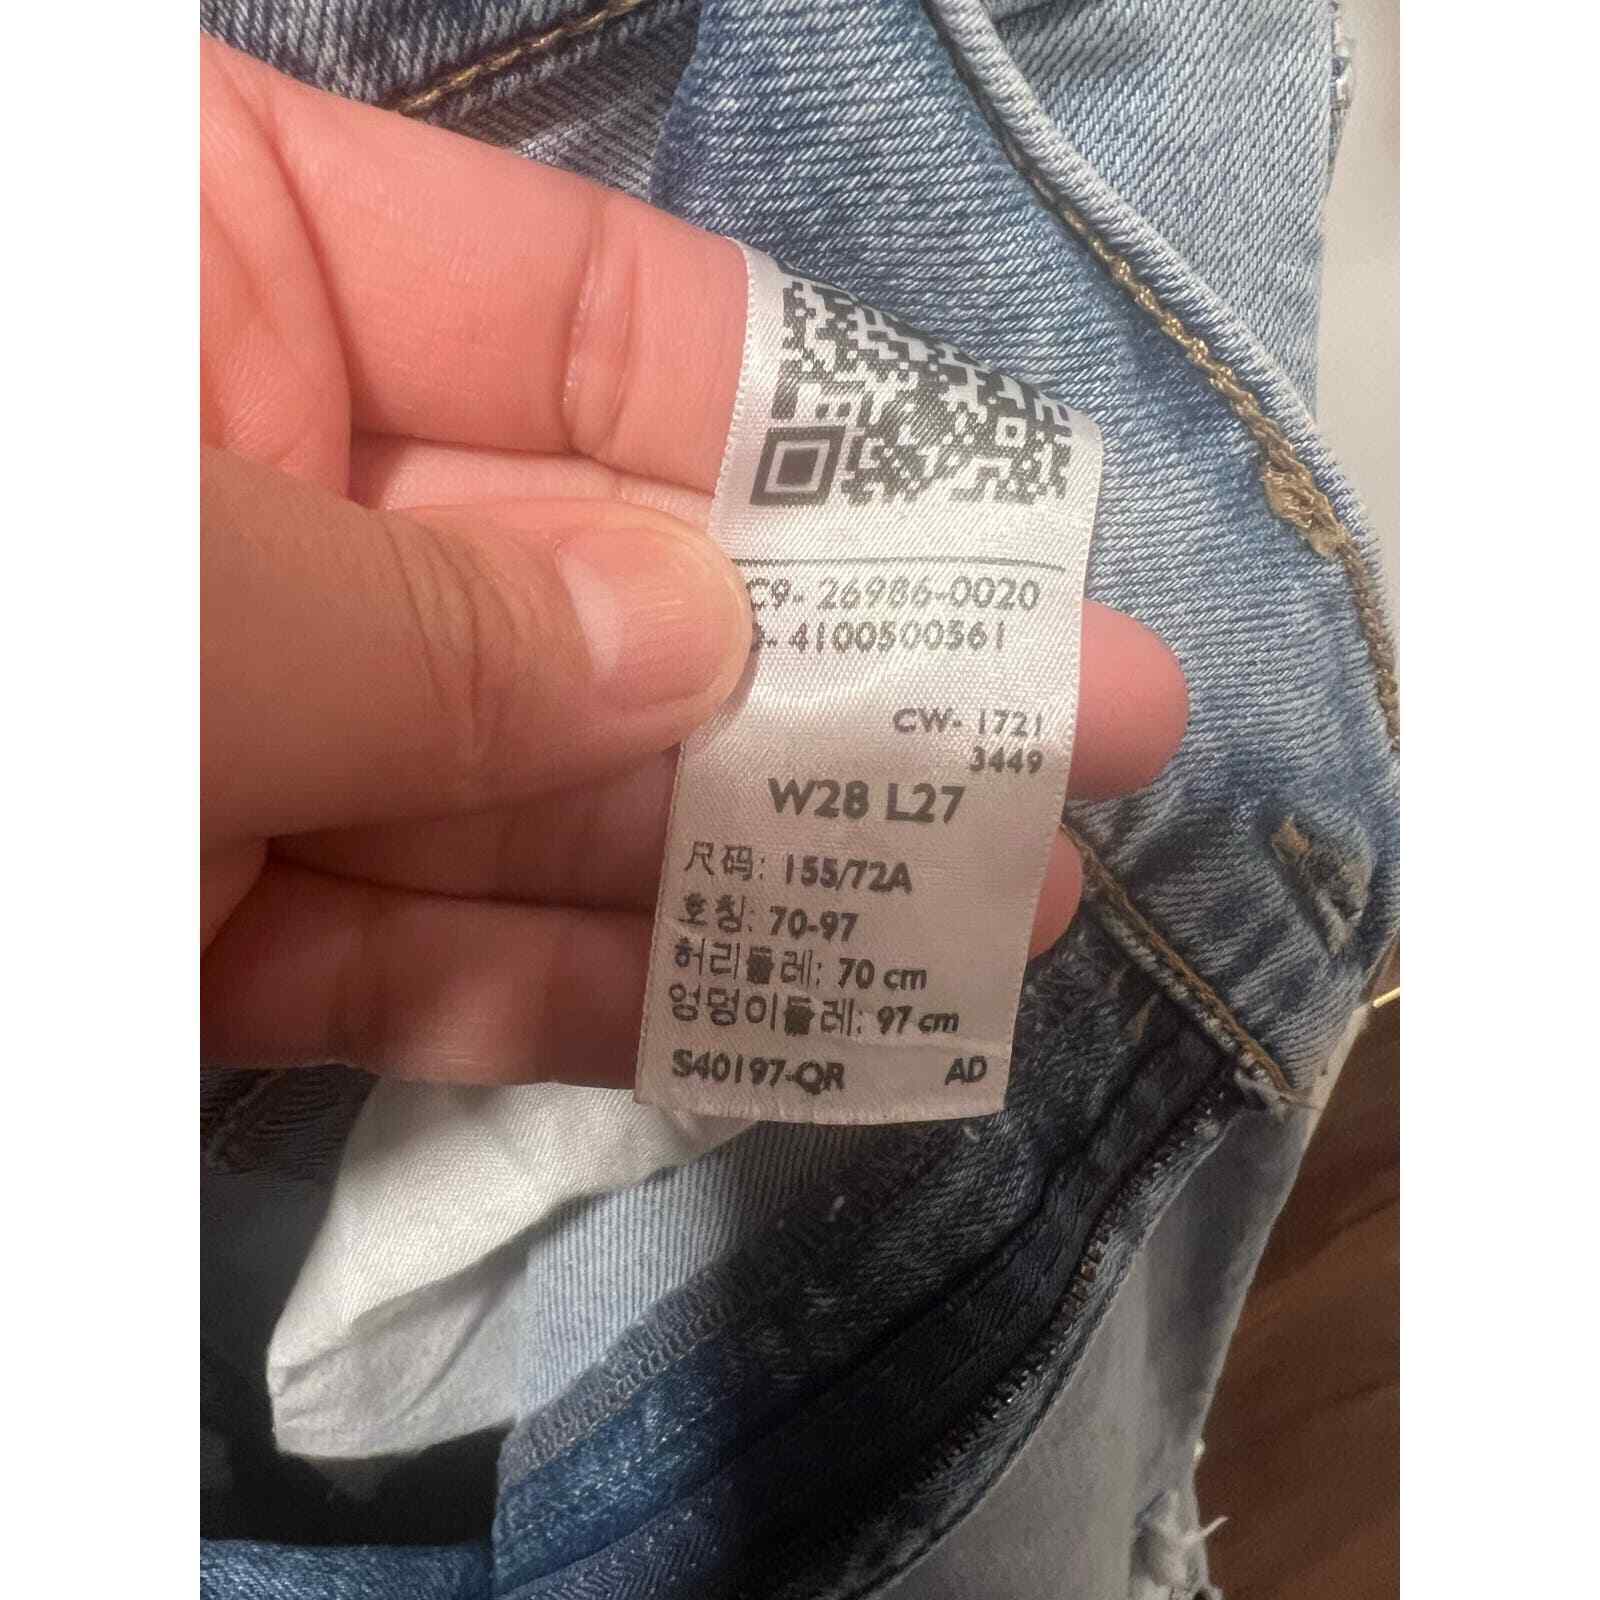 C9- 26986-0020
- 4100500561
CW- 1721
3449
W28 L27
尺码: 155/72A
호칭: 70-97
허리둘레: 70 cm
엉덩이둘레: 97 cm
S40197-QR AD